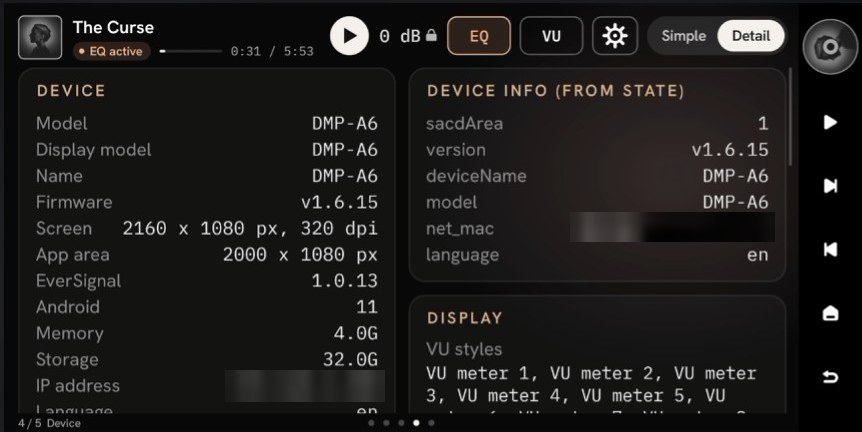 The Curse
EQ active
0:31 / 5:53
0 dB
EQ
VU
Simple
Detail
DEVICE
Model DMP-A6
Display model DMP-A6
Name DMP-A6
Firmware v1.6.15
Screen 2160 x 1080 px, 320 dpi
App area 2000 x 1080 px
EverSignal 1.0.13
Android 11
Memory 4.0G
Storage 32.0G
IP address
Language en
DEVICE INFO (FROM STATE)
sacdArea 1
version v1.6.15
deviceName DMP-A6
model DMP-A6
net_mac
language en
DISPLAY
VU styles
VU meter 1, VU meter 2, VU meter
3, VU meter 4, VU meter 5, VU
4/5 Device